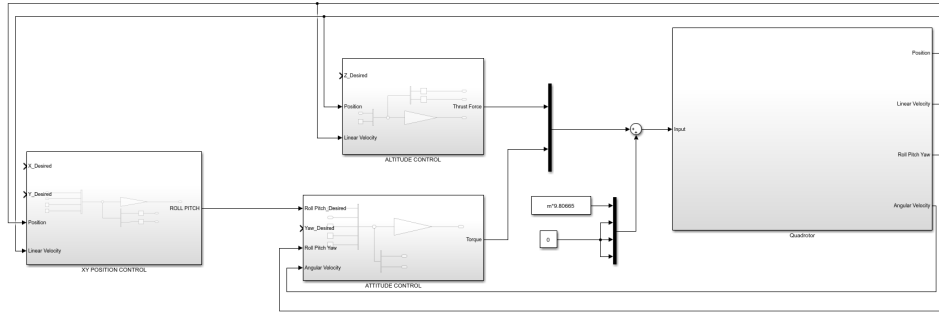 Z_Desired
Position
Linear Velocity
Thrust Force
ALTITUDE CONTROL
X_Desired
Y_Desired
Position
Linear Velocity
ROLL PITCH
XY POSITION CONTROL
Roll Pitch_Desired
Yaw_Desired
Roll Pitch Yaw
Angular Velocity
Torque
ATTITUDE CONTROL
m*9.80665
0
Input
Position
Linear Velocity
Roll Pitch Yaw
Angular Velocity
Quadrotor